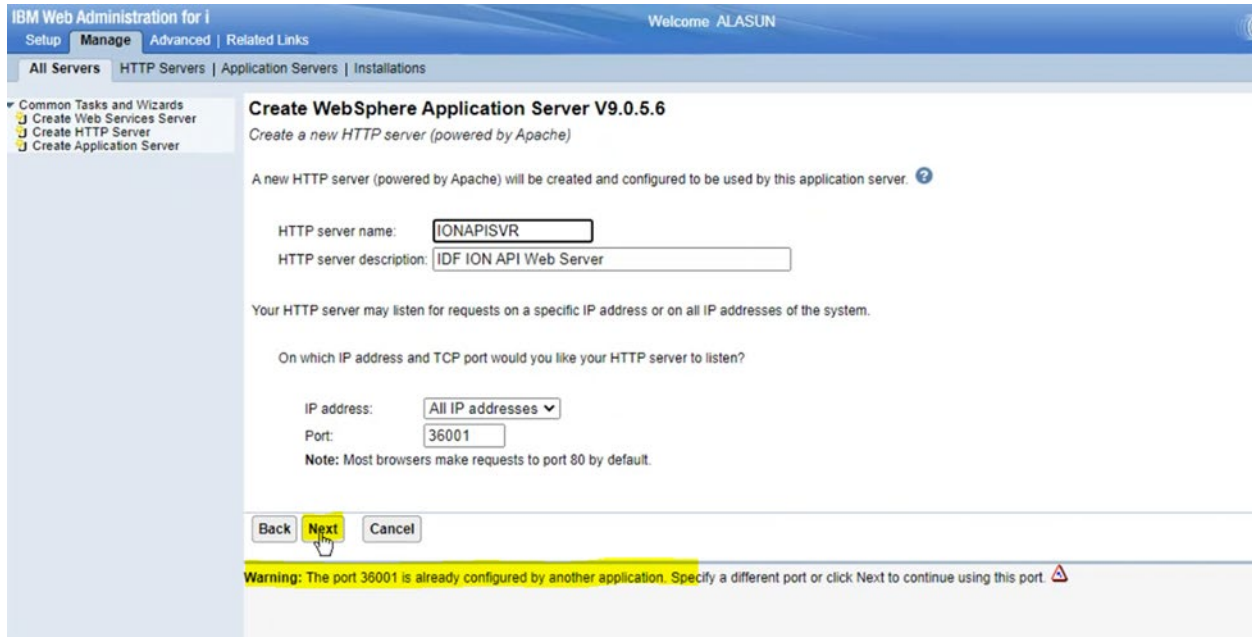 IBM Web Administration for i
Welcome ALASUN
Setup Manage Advanced | Related Links
All Servers HTTP Servers | Application Servers | Installations
Common Tasks and Wizards
Create Web Services Server
Create HTTP Server
Create Application Server
Create WebSphere Application Server V9.0.5.6
Create a new HTTP server (powered by Apache)
A new HTTP server (powered by Apache) will be created and configured to be used by this application server. ?
HTTP server name: IONAPISVR
HTTP server description: IDF ION API Web Server
Your HTTP server may listen for requests on a specific IP address or on all IP addresses of the system.
On which IP address and TCP port would you like your HTTP server to listen?
IP address: All IP addresses
Port: 36001
Note: Most browsers make requests to port 80 by default.
Back Next Cancel
Warning: The port 36001 is already configured by another application. Specify a different port or click Next to continue using this port.